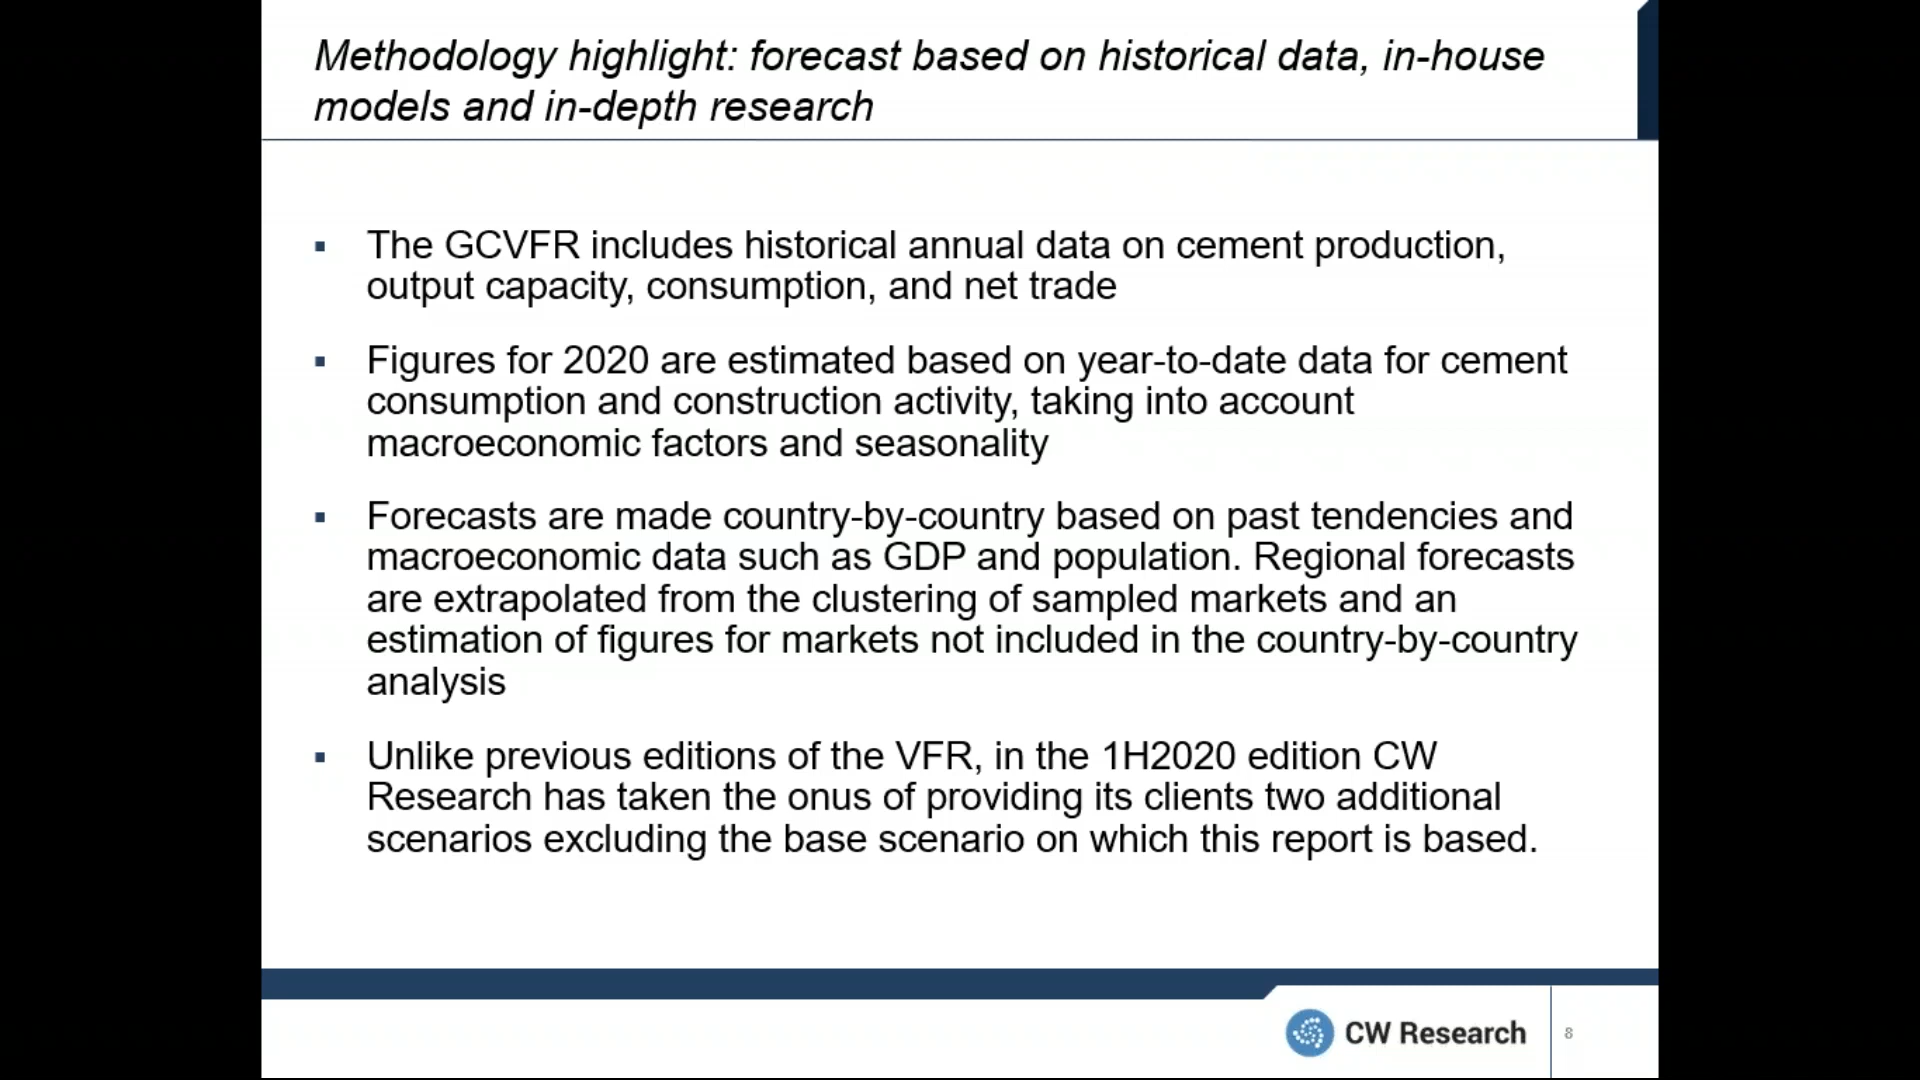 Methodology highlight: forecast based on historical data, in-house
models and in-depth research
▪ The GCVFR includes historical annual data on cement production,
output capacity, consumption, and net trade
▪ Figures for 2020 are estimated based on year-to-date data for cement
consumption and construction activity, taking into account
macroeconomic factors and seasonality
▪ Forecasts are made country-by-country based on past tendencies and
macroeconomic data such as GDP and population. Regional forecasts
are extrapolated from the clustering of sampled markets and an
estimation of figures for markets not included in the country-by-country
analysis
▪ Unlike previous editions of the VFR, in the 1H2020 edition CW
Research has taken the onus of providing its clients two additional
scenarios excluding the base scenario on which this report is based.
CW Research
8